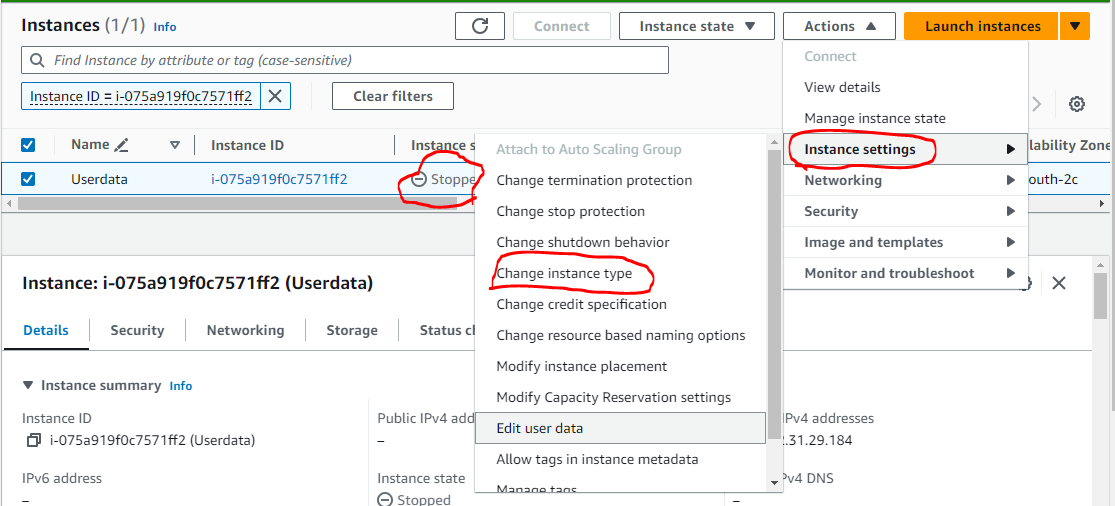 Instances (1/1) Info
Connect
Instance state
Actions
Launch instances
Find Instance by attribute or tag (case-sensitive)
Instance ID = i-075a919f0c7571ff2
Clear filters
Connect
View details
Manage instance state
Instance settings
Networking
Security
Image and templates
Monitor and troubleshoot
Name
Instance ID
Instance s
lability Zone
Userdata
i-075a919f0c7571ff2
Stopped
outh-2c
Attach to Auto Scaling Group
Change termination protection
Change stop protection
Change shutdown behavior
Change instance type
Change credit specification
Change resource based naming options
Modify instance placement
Modify Capacity Reservation settings
Edit user data
Allow tags in instance metadata
Manage tags
Instance: i-075a919f0c7571ff2 (Userdata)
Details
Security
Networking
Storage
Status c
Instance summary Info
Instance ID
i-075a919f0c7571ff2 (Userdata)
Public IPv4 add
–
IPv4 addresses
.31.29.184
IPv6 address
–
Instance state
Stopped
Pv4 DNS
–